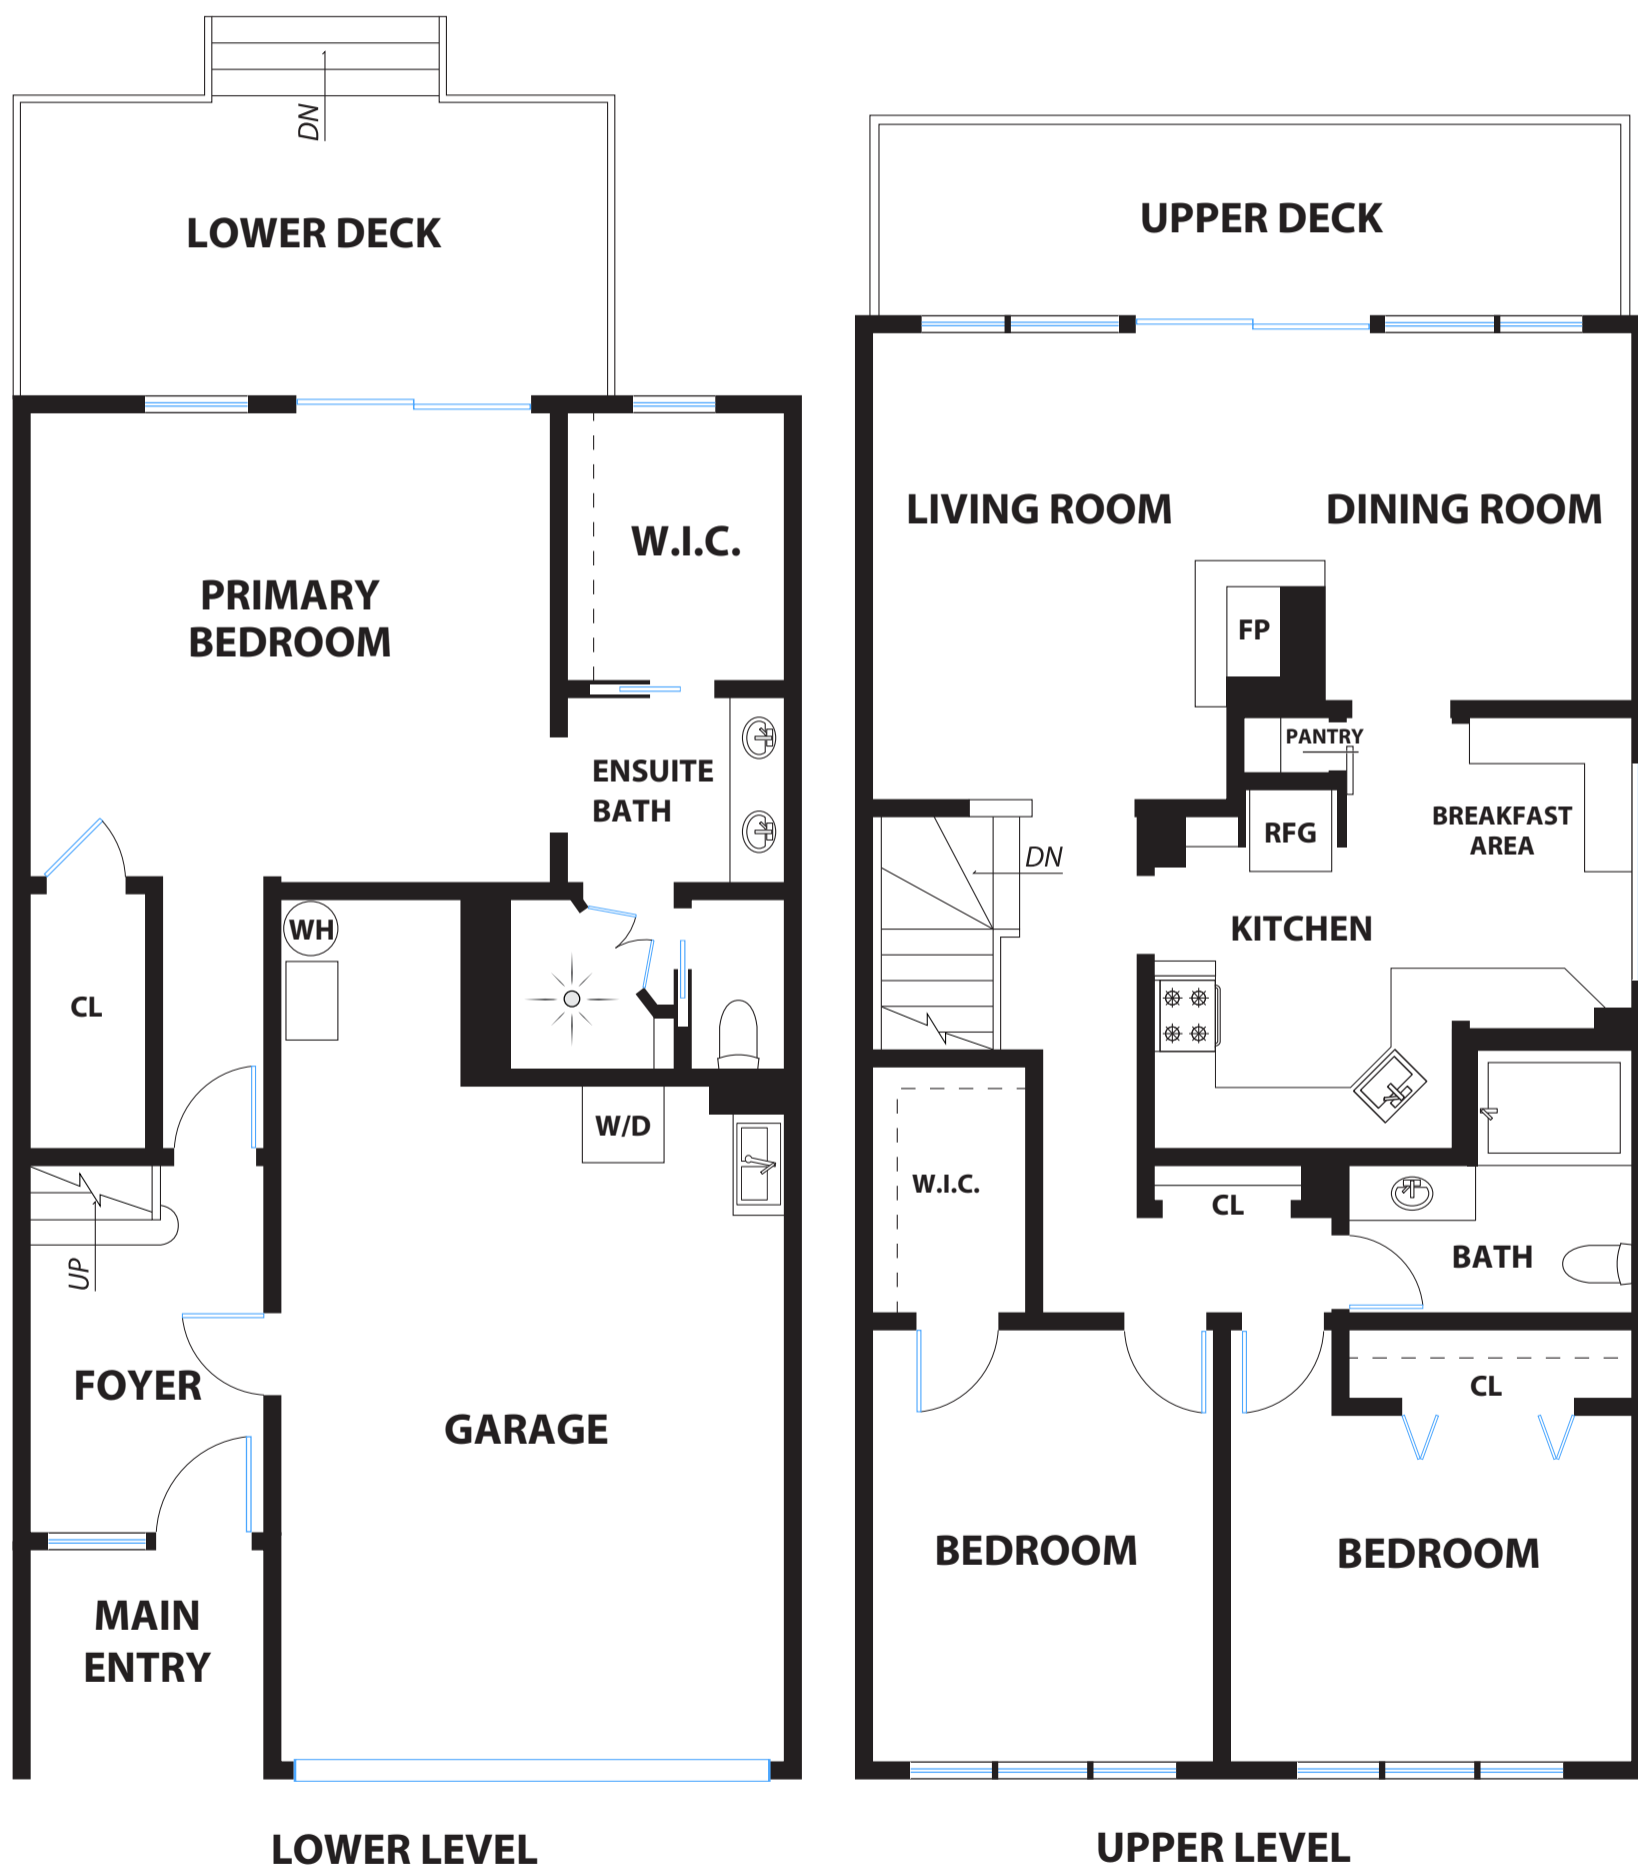 DN
LOWER DECK
PRIMARY
BEDROOM
W.I.C.
ENSUITE
BATH
WH
CL
W/D
UP
FOYER
GARAGE
MAIN
ENTRY
LOWER LEVEL
UPPER DECK
LIVING ROOM
DINING ROOM
FP
PANTRY
BREAKFAST
AREA
RFG
DN
KITCHEN
W.I.C.
CL
BATH
CL
BEDROOM
BEDROOM
UPPER LEVEL